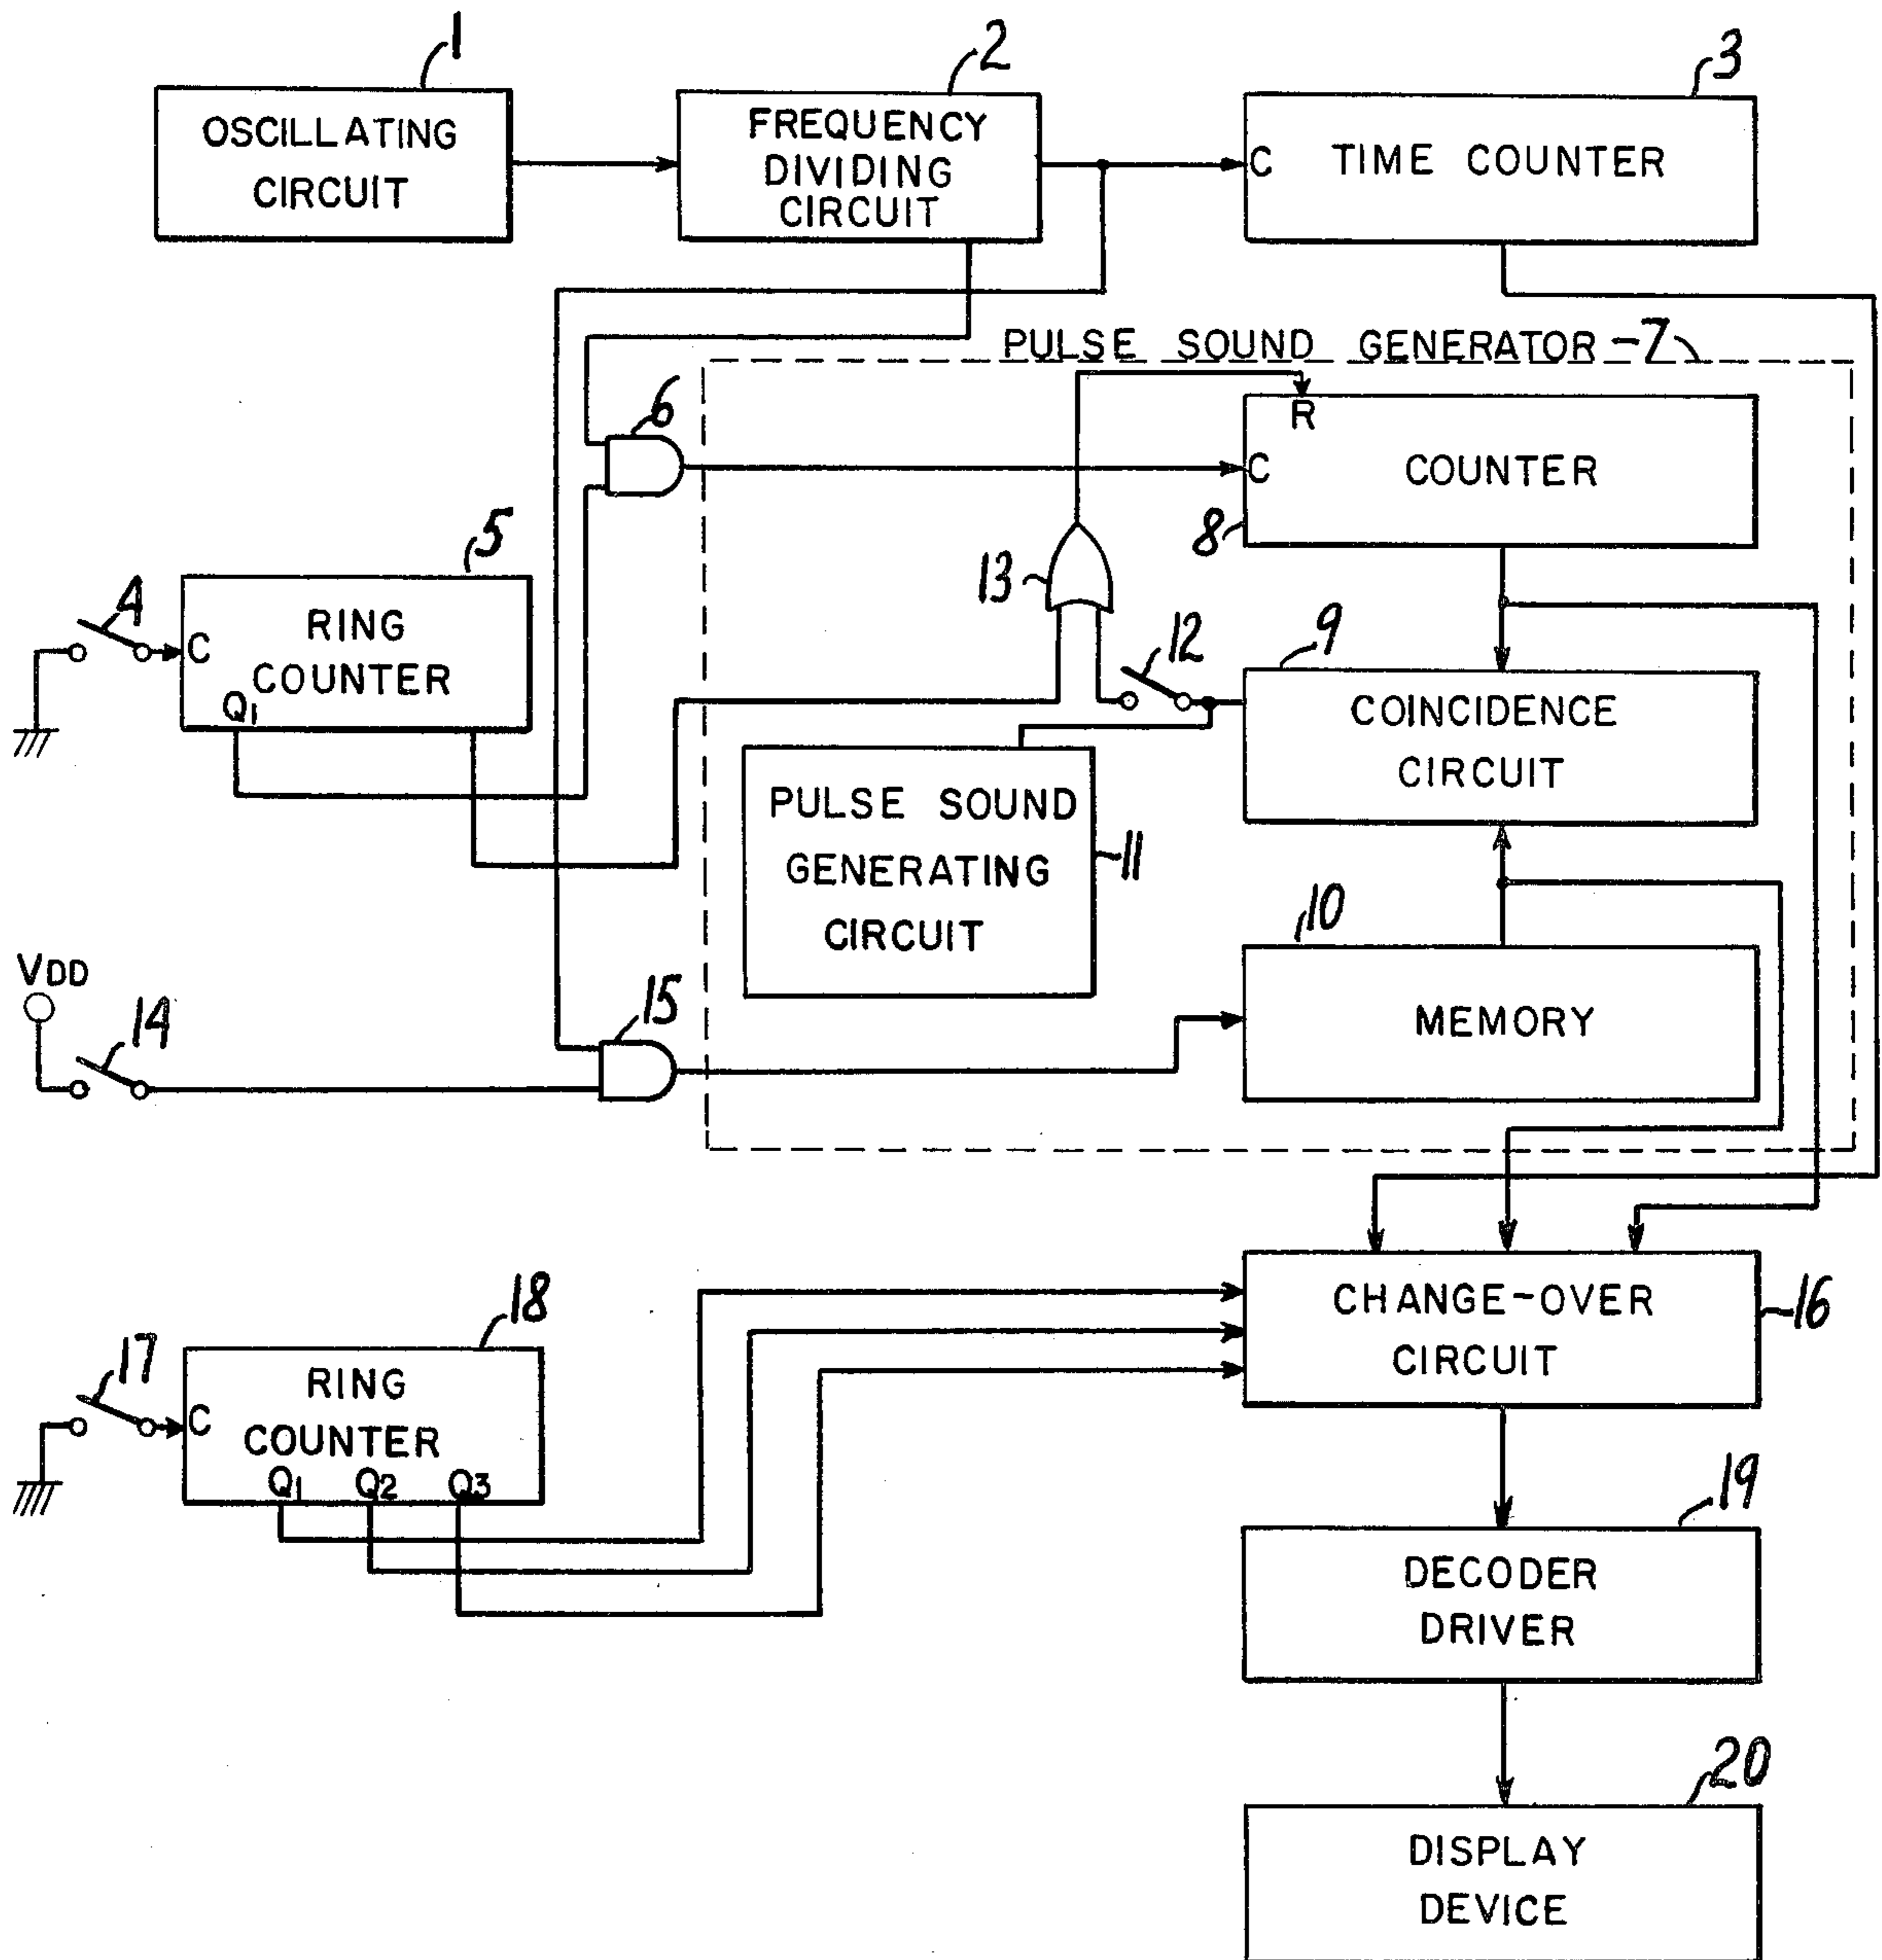 1
2
3
OSCILLATING
CIRCUIT
FREQUENCY
DIVIDING
CIRCUIT
C
TIME COUNTER
PULSE SOUND GENERATOR -7
6
R
C
COUNTER
8
5
4
C
RING
COUNTER
Q1
13
12
9
COINCIDENCE
CIRCUIT
PULSE SOUND
GENERATING
CIRCUIT
11
10
MEMORY
VDD
14
15
CHANGE-OVER
CIRCUIT
16
18
17
C
RING
COUNTER
Q1 Q2 Q3
19
DECODER
DRIVER
20
DISPLAY
DEVICE